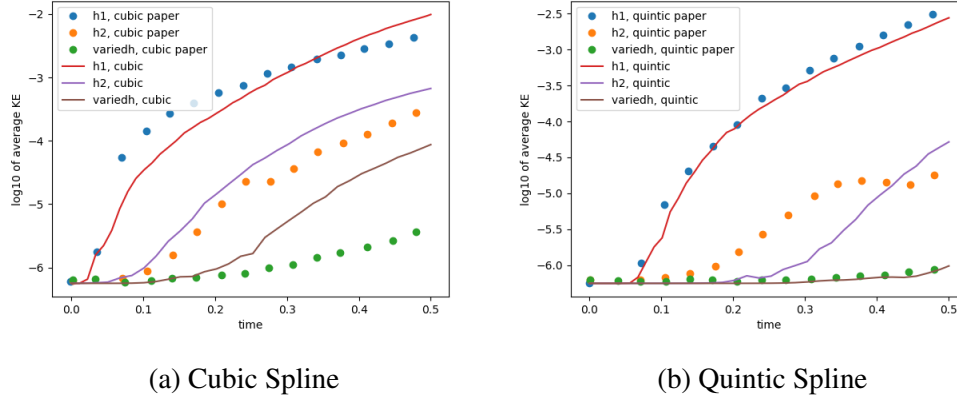 −2
−3
−4
−5
−6
log10 of average KE
0.0 0.1 0.2 0.3 0.4 0.5
time
h1, cubic paper
h2, cubic paper
variedh, cubic paper
h1, cubic
h2, cubic
variedh, cubic
(a) Cubic Spline
−2.5
−3.0
−3.5
−4.0
−4.5
−5.0
−5.5
−6.0
log10 of average KE
0.0 0.1 0.2 0.3 0.4 0.5
time
h1, quintic paper
h2, quintic paper
variedh, quintic paper
h1, quintic
h2, quintic
variedh, quintic
(b) Quintic Spline